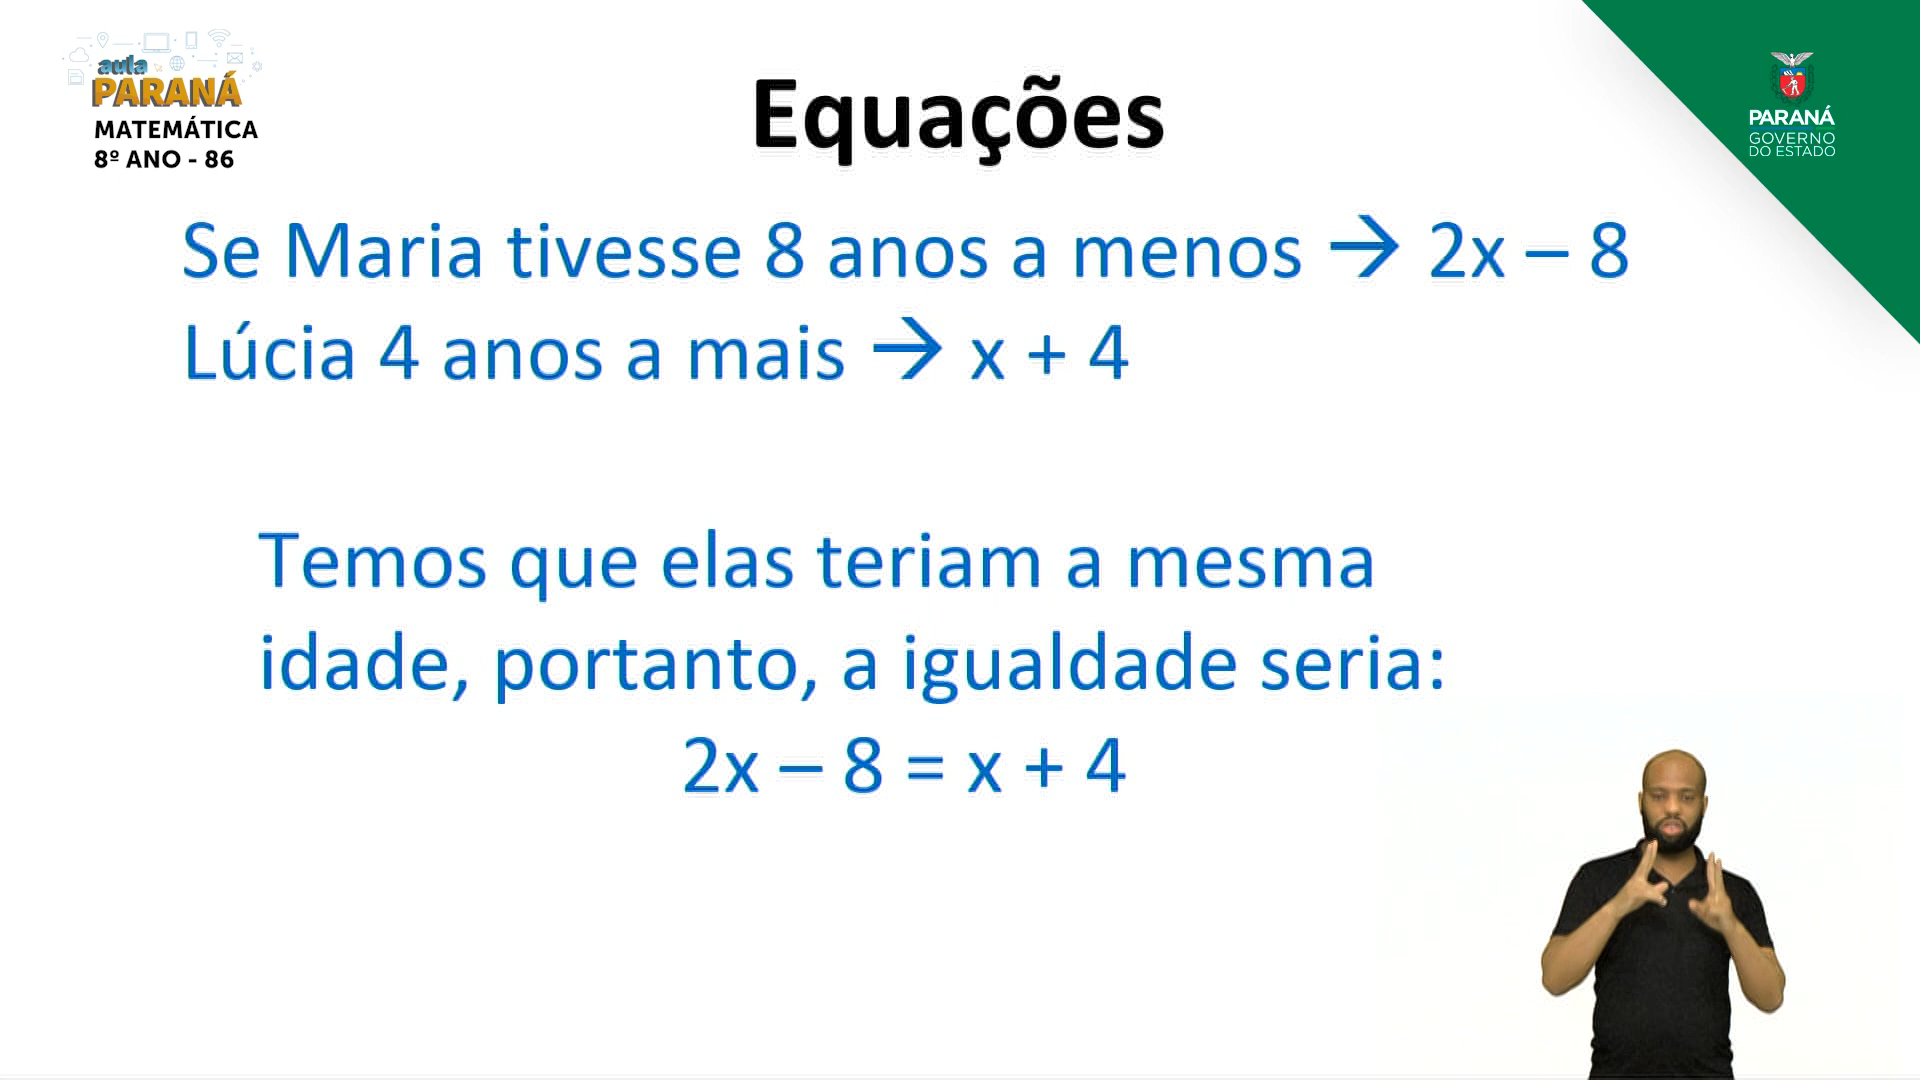 aula
PARANÁ
MATEMÁTICA
8º ANO - 86
Equações
PARANÁ
GOVERNO
DO ESTADO
Se Maria tivesse 8 anos a menos → 2x – 8
Lúcia 4 anos a mais → x + 4
Temos que elas teriam a mesma
idade, portanto, a igualdade seria:
2x – 8 = x + 4